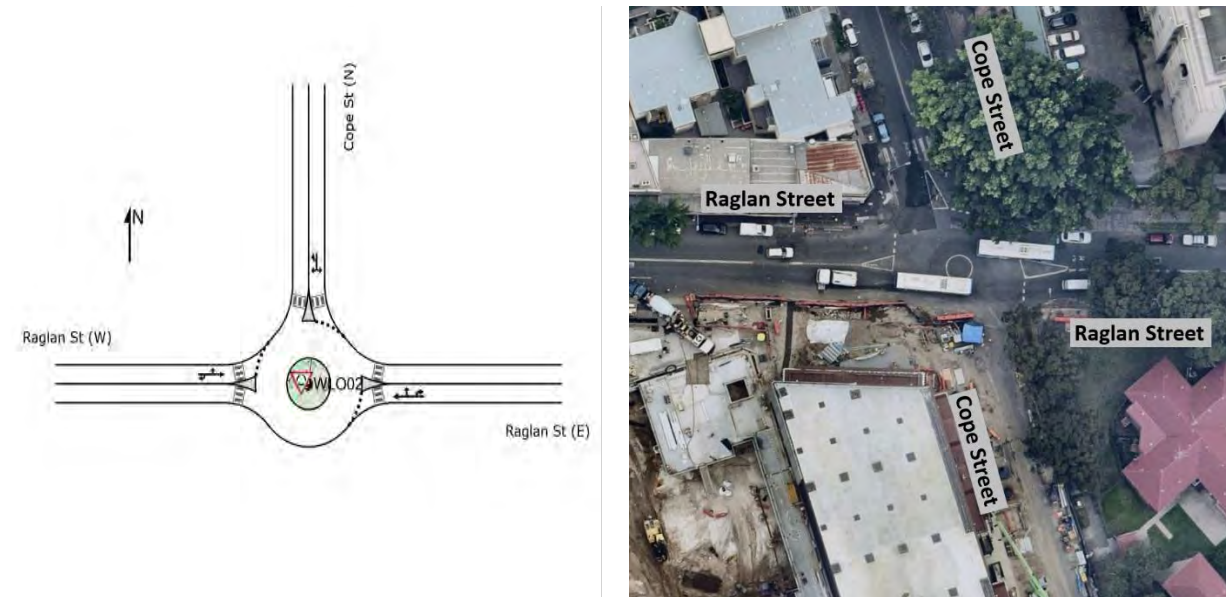 Cope St (N)
N
Raglan St (W)
WLO02
Raglan St (E)
Cope Street
Raglan Street
Raglan Street
Cope Street